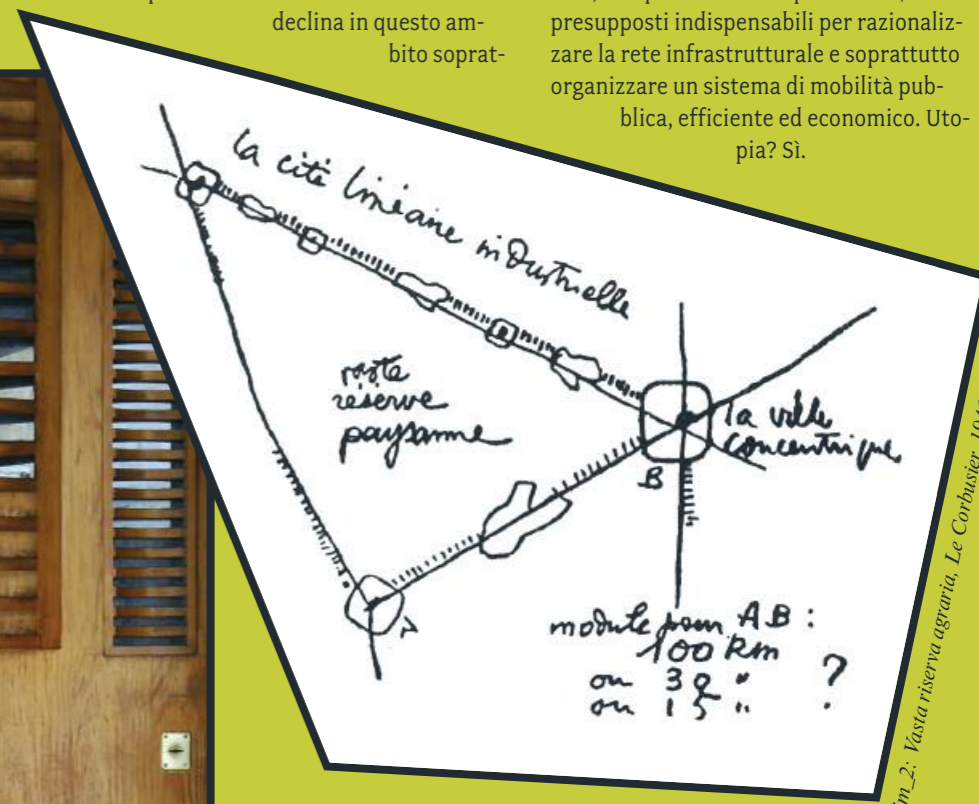 declina in questo am-
bito soprat-
presupposti indispensabili per razionaliz-
zare la rete infrastrutturale e soprattutto
organizzare un sistema di mobilità pub-
blica, efficiente ed economico. Uto-
pia? Sì.
la cité linéaire industrielle
vaste
réserve
paysanne
la ville
concentrique
B
A
module pour AB :
100 Km
ou 30 "
ou 15 "
?
_2: Vasta riserva agraria, Le Corbusier